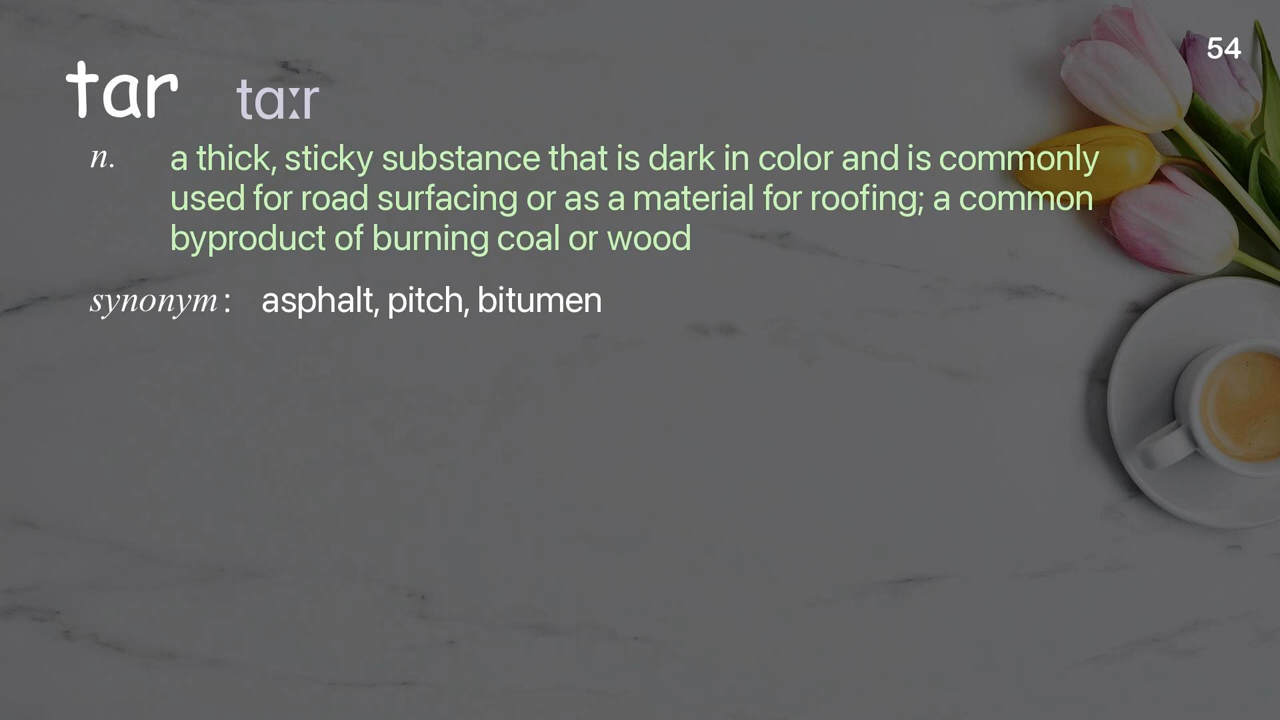 54
tar tɑːr
n. a thick, sticky substance that is dark in color and is commonly
used for road surfacing or as a material for roofing; a common
byproduct of burning coal or wood
synonym : asphalt, pitch, bitumen